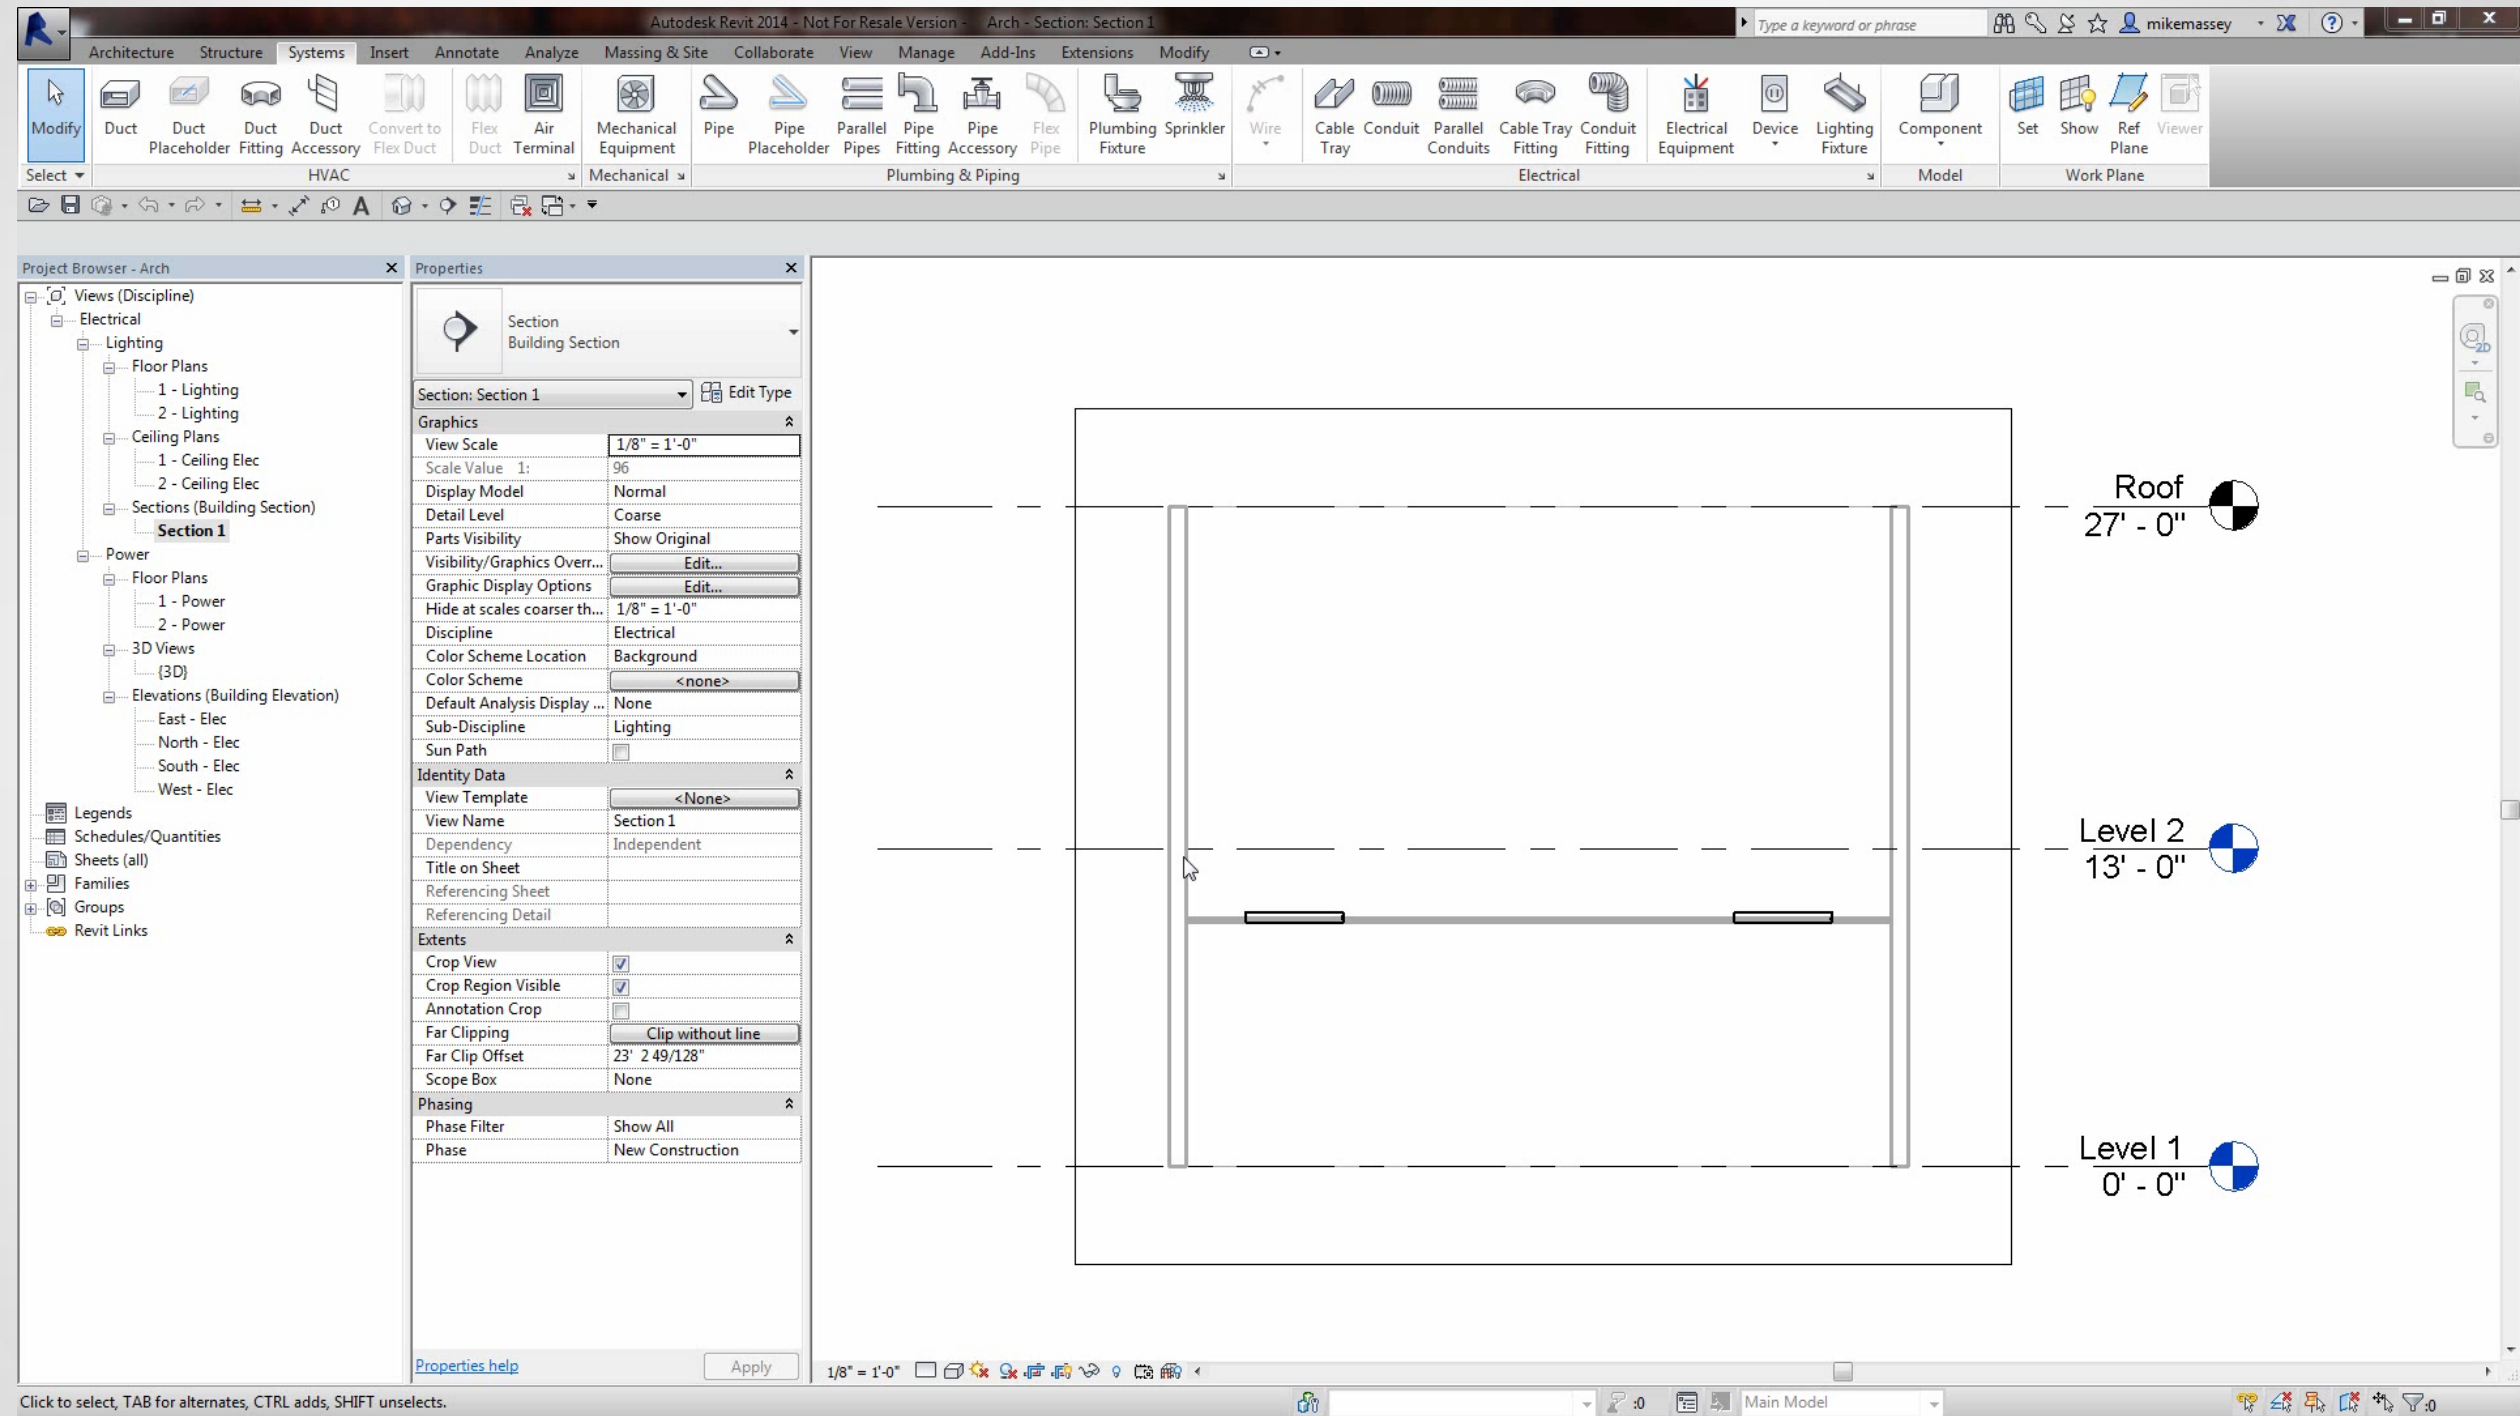 Autodesk Revit 2014 - Not For Resale Version - Arch - Section: Section 1
Type a keyword or phrase
mikemassey
Architecture Structure Systems Insert Annotate Analyze Massing & Site Collaborate View Manage Add-Ins Extensions Modify
Modify
Duct
Duct Placeholder
Duct Fitting
Duct Accessory
Convert to Flex Duct
Flex Duct
Air Terminal
Mechanical Equipment
Pipe
Pipe Placeholder
Parallel Pipes
Pipe Fitting
Pipe Accessory
Flex Pipe
Plumbing Fixture
Sprinkler
Wire
Cable Tray
Conduit
Parallel Conduits
Cable Tray Fitting
Conduit Fitting
Electrical Equipment
Device
Lighting Fixture
Component
Set
Show
Ref Plane
Viewer
Select HVAC Mechanical Plumbing & Piping Electrical Model Work Plane
A
Project Browser - Arch
Views (Discipline)
Electrical
Lighting
Floor Plans
1 - Lighting
2 - Lighting
Ceiling Plans
1 - Ceiling Elec
2 - Ceiling Elec
Sections (Building Section)
Section 1
Power
Floor Plans
1 - Power
2 - Power
3D Views
{3D}
Elevations (Building Elevation)
East - Elec
North - Elec
South - Elec
West - Elec
Legends
Schedules/Quantities
Sheets (all)
Families
Groups
Revit Links
Properties
Section
Building Section
Section: Section 1 Edit Type
Graphics
View Scale 1/8" = 1'-0"
Scale Value 1: 96
Display Model Normal
Detail Level Coarse
Parts Visibility Show Original
Visibility/Graphics Overr... Edit...
Graphic Display Options Edit...
Hide at scales coarser th... 1/8" = 1'-0"
Discipline Electrical
Color Scheme Location Background
Color Scheme <none>
Default Analysis Display ... None
Sub-Discipline Lighting
Sun Path
Identity Data
View Template <None>
View Name Section 1
Dependency Independent
Title on Sheet
Referencing Sheet
Referencing Detail
Extents
Crop View
Crop Region Visible
Annotation Crop
Far Clipping Clip without line
Far Clip Offset 23' 2 49/128"
Scope Box None
Phasing
Phase Filter Show All
Phase New Construction
Properties help Apply
2D
Roof
27' - 0"
Level 2
13' - 0"
Level 1
0' - 0"
1/8" = 1'-0"
Click to select, TAB for alternates, CTRL adds, SHIFT unselects.
:0
Main Model
:0